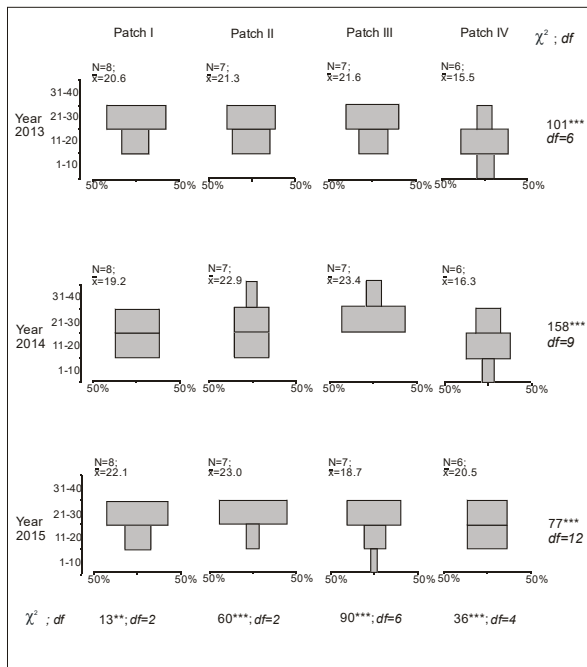 Patch I Patch II Patch III Patch IV χ² ; df
N=8; N=7; N=7; N=6;
x̄=20.6 x̄=21.3 x̄=21.6 x̄=15.5
31-40
21-30
11-20
1-10
Year
2013
101***
df=6
50% 50% 50% 50% 50% 50% 50% 50%
N=8; N=7; N=7; N=6;
x̄=19.2 x̄=22.9 x̄=23.4 x̄=16.3
31-40
21-30
11-20
1-10
Year
2014
158***
df=9
50% 50% 50% 50% 50% 50% 50% 50%
N=8; N=7; N=7; N=6;
x̄=22.1 x̄=23.0 x̄=18.7 x̄=20.5
31-40
21-30
11-20
1-10
Year
2015
77***
df=12
50% 50% 50% 50% 50% 50% 50% 50%
χ² ; df 13**; df=2 60***; df=2 90***; df=6 36***; df=4